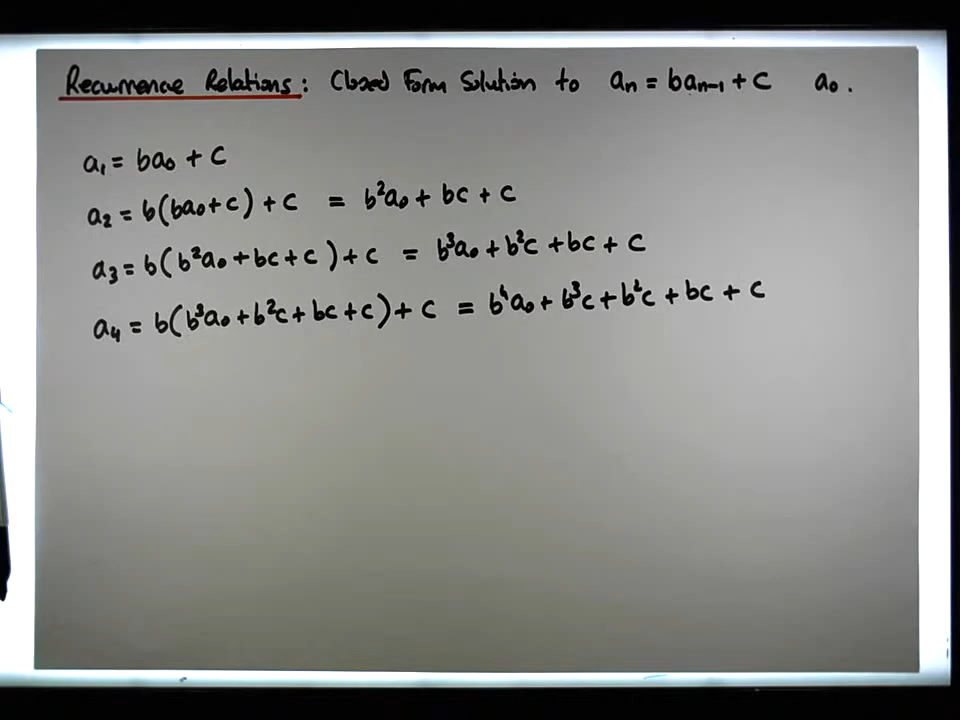 Recurrence Relations: Closed Form Solution to aₙ = baₙ₋₁ + c a₀.
a₁ = ba₀ + c
a₂ = b(ba₀+c) + c = b²a₀ + bc + c
a₃ = b(b²a₀ + bc + c) + c = b³a₀ + b²c + bc + c
a₄ = b(b³a₀ + b²c + bc + c) + c = b⁴a₀ + b³c + b²c + bc + c